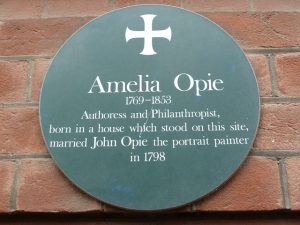 Amelia Opie
1769-1853
Authoress and Philanthropist,
born in a house which stood on this site,
married John Opie the portrait painter
in 1798